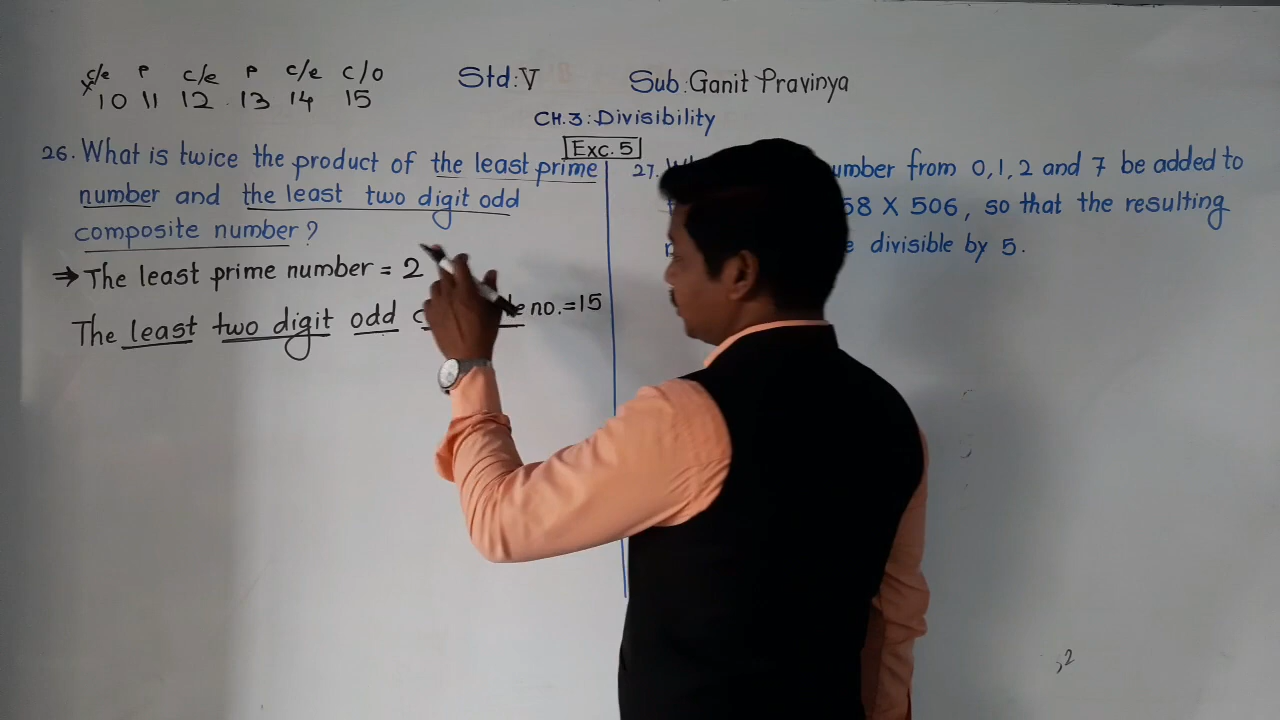 c/e P c/e P c/e c/o
10 11 12 13 14 15
Std:V Sub:Ganit Pravinya
CH.3:Divisibility
Exc. 5
26. What is twice the product of the least prime
number and the least two digit odd
composite number?
⇒ The least prime number = 2
The least two digit odd no.=15
27. number from 0, 1, 2 and 7 be added to
58 X 506, so that the resulting
divisible by 5.
,2